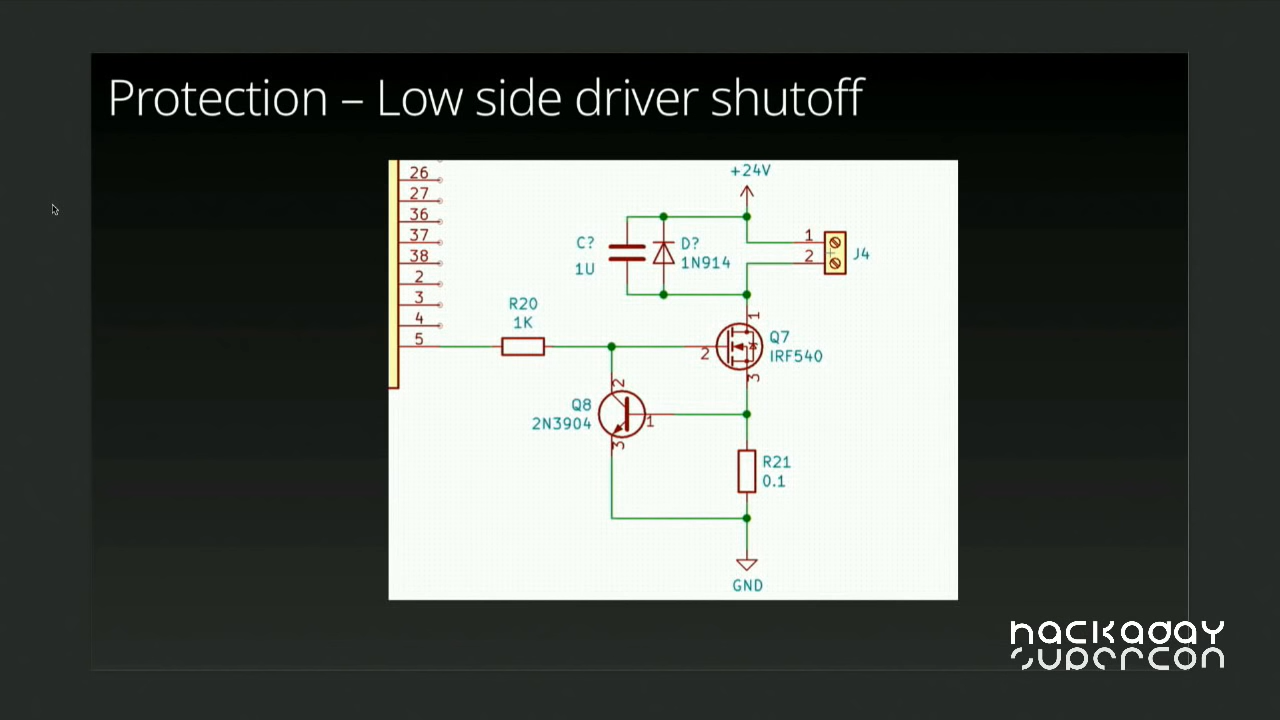 Protection – Low side driver shutoff
26
27
36
37
38
2
3
4
5
+24V
C?
1U
D?
1N914
1
2
J4
R20
1K
1
2
3
Q7
IRF540
2
Q8
2N3904
1
3
R21
0.1
GND
hackaday
supercon